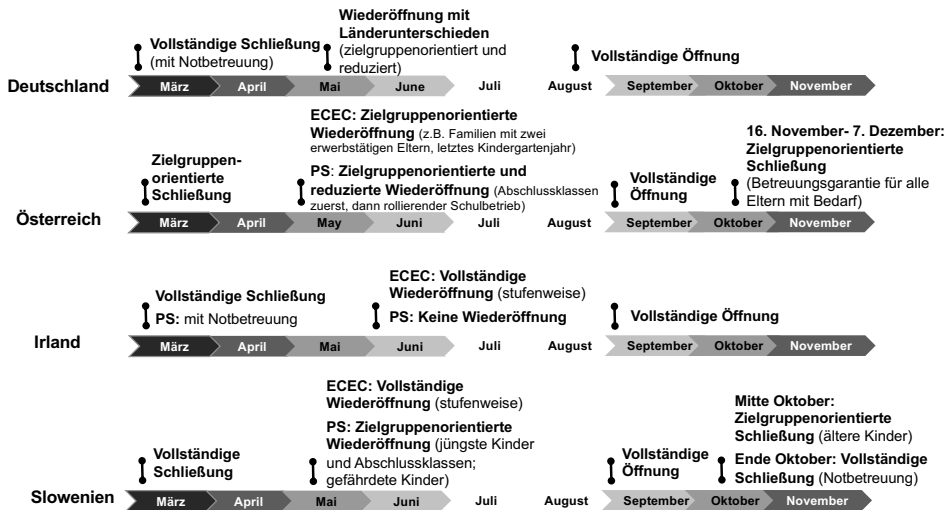 Vollständige Schließung
(mit Notbetreuung)
Wiederöffnung mit
Länderunterschieden
(zielgruppenorientiert und
reduziert)
Vollständige Öffnung
Deutschland
März April Mai June Juli August September Oktober November
Zielgruppen-
orientierte
Schließung
ECEC: Zielgruppenorientierte
Wiederöffnung (z.B. Familien mit zwei
erwerbstätigen Eltern, letztes Kindergartenjahr)
PS: Zielgruppenorientierte und
reduzierte Wiederöffnung (Abschlussklassen
zuerst, dann rollierender Schulbetrieb)
Vollständige
Öffnung
16. November- 7. Dezember:
Zielgruppenorientierte
Schließung
(Betreuungsgarantie für alle
Eltern mit Bedarf)
Österreich
März April May Juni Juli August September Oktober November
Vollständige Schließung
PS: mit Notbetreuung
ECEC: Vollständige
Wiederöffnung (stufenweise)
PS: Keine Wiederöffnung
Vollständige Öffnung
Irland
März April Mai Juni Juli August September Oktober November
Vollständige
Schließung
ECEC: Vollständige
Wiederöffnung (stufenweise)
PS: Zielgruppenorientierte
Wiederöffnung (jüngste Kinder
und Abschlussklassen;
gefährdete Kinder)
Vollständige
Öffnung
Mitte Oktober:
Zielgruppenorientierte
Schließung (ältere Kinder)
Ende Oktober: Vollständige
Schließung (Notbetreuung)
Slowenien
März April Mai Juni Juli August September Oktober November